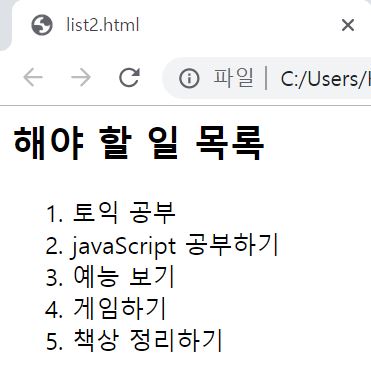 list2.html
파일 C:/Users/
해야 할 일 목록
1. 토익 공부
2. javaScript 공부하기
3. 예능 보기
4. 게임하기
5. 책상 정리하기